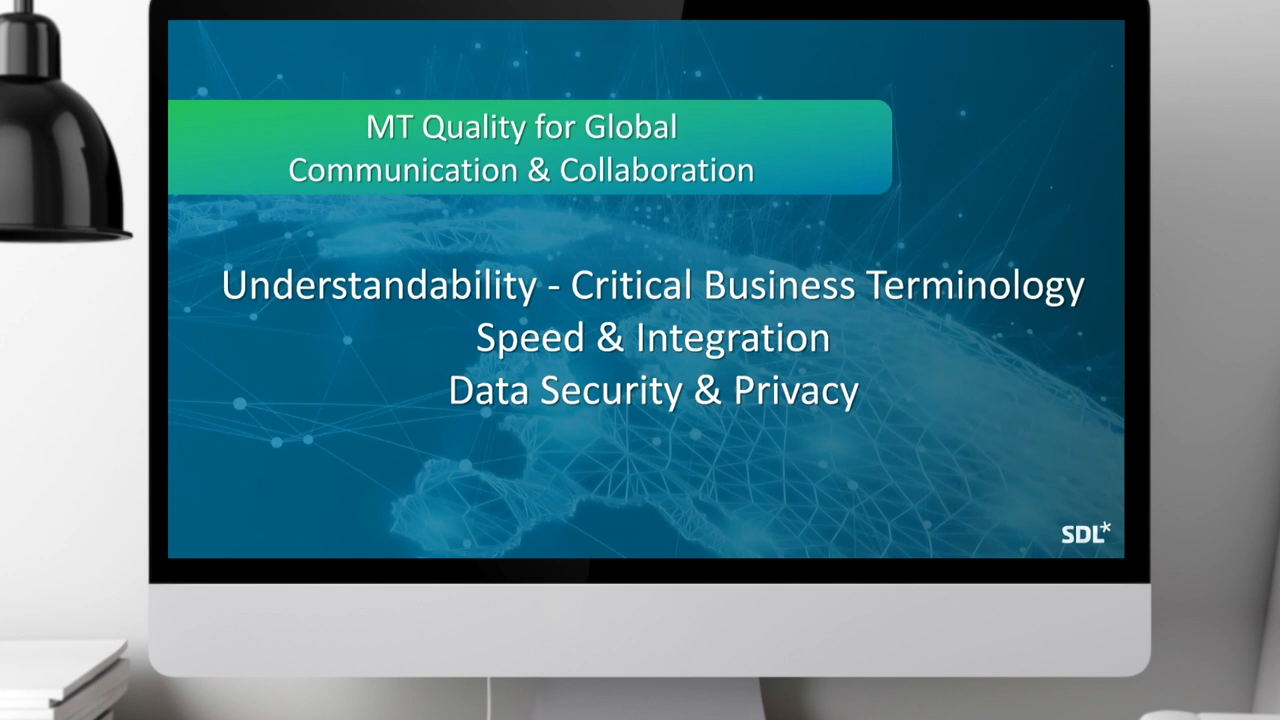 MT Quality for Global
Communication & Collaboration
Understandability - Critical Business Terminology
Speed & Integration
Data Security & Privacy
SDL*